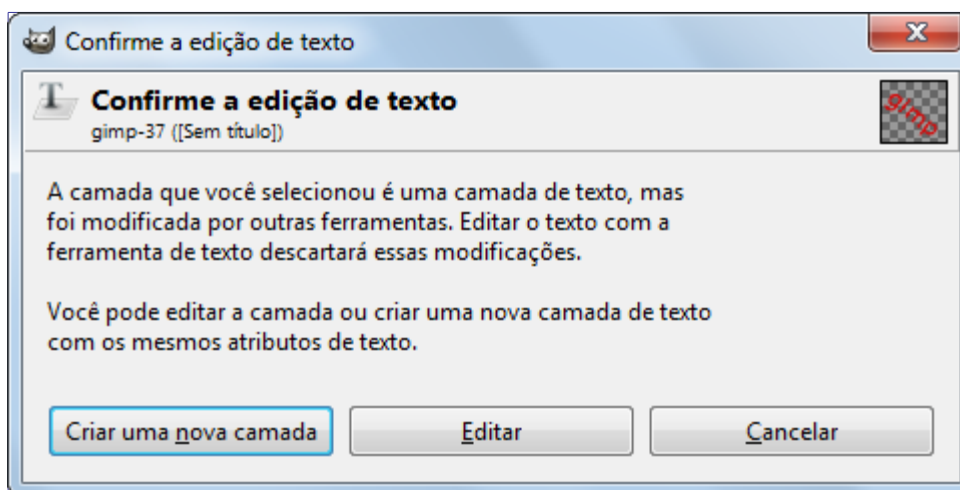 Confirme a edição de texto
Confirme a edição de texto
gimp-37 ([Sem título])
gimp
A camada que você selecionou é uma camada de texto, mas
foi modificada por outras ferramentas. Editar o texto com a
ferramenta de texto descartará essas modificações.
Você pode editar a camada ou criar uma nova camada de texto
com os mesmos atributos de texto.
Criar uma nova camada
Editar
Cancelar